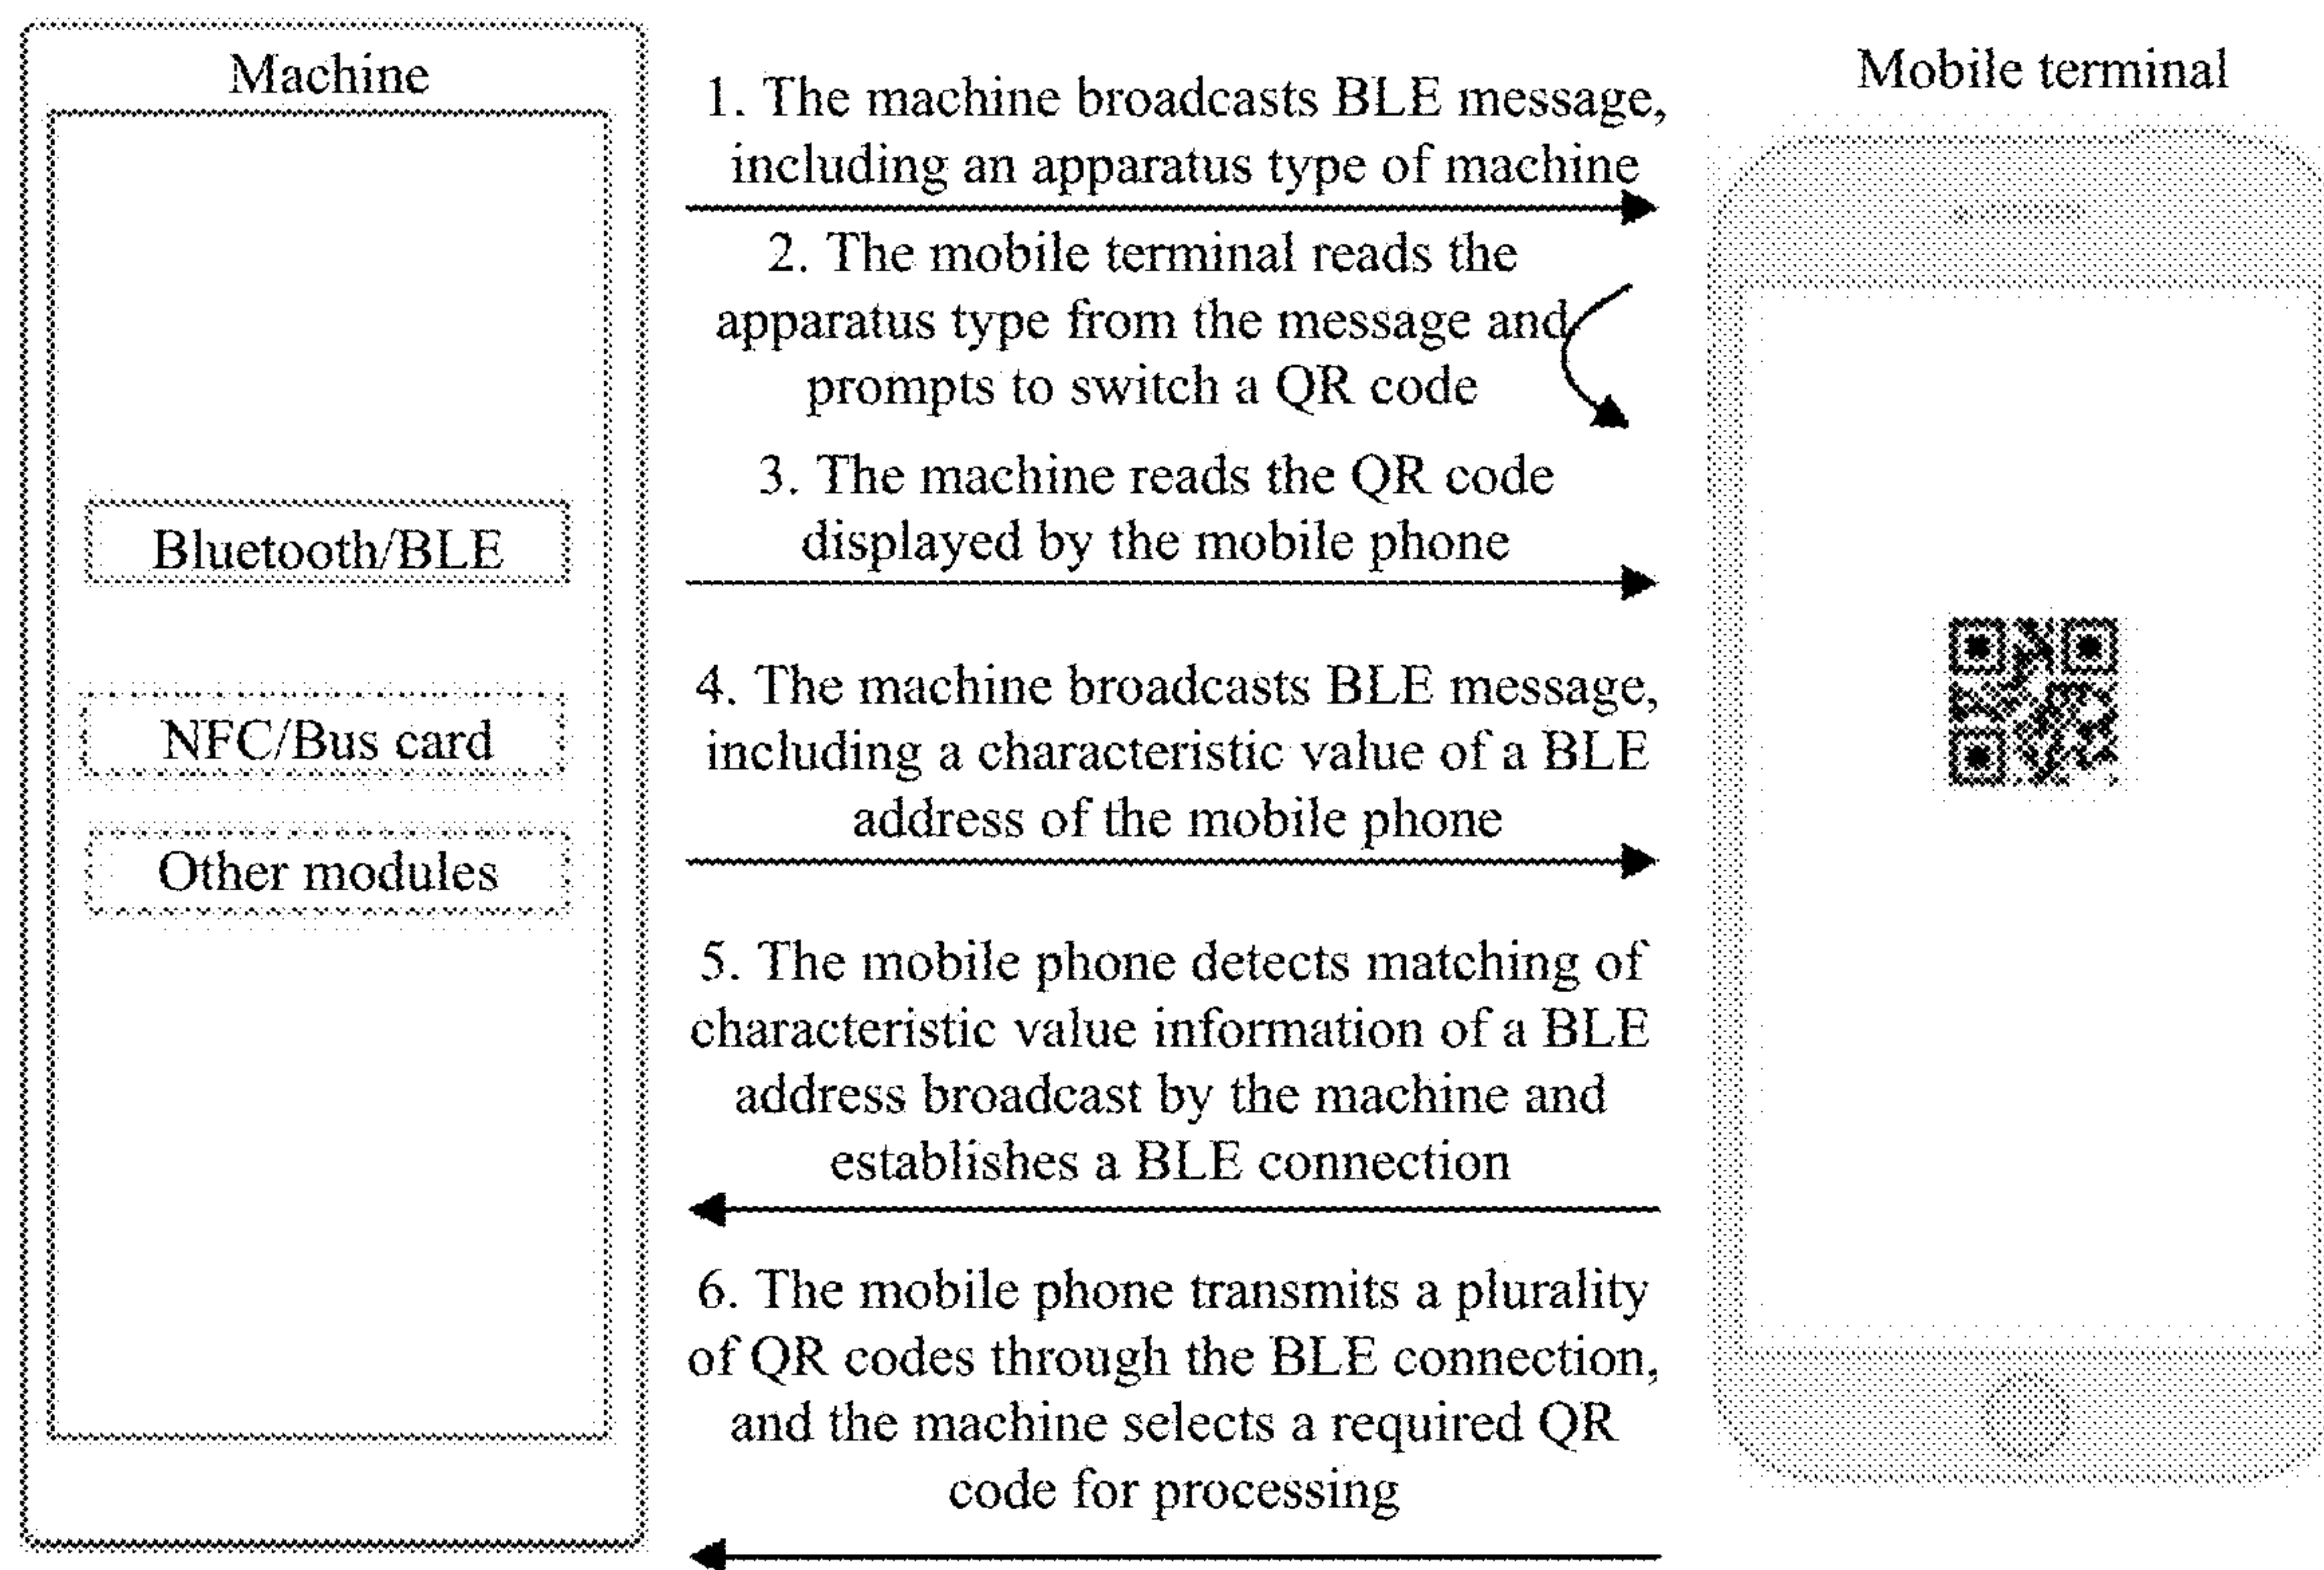 Machine
Bluetooth/BLE
NFC/Bus card
Other modules
1. The machine broadcasts BLE message,
including an apparatus type of machine
2. The mobile terminal reads the
apparatus type from the message and
prompts to switch a QR code
3. The machine reads the QR code
displayed by the mobile phone
4. The machine broadcasts BLE message,
including a characteristic value of a BLE
address of the mobile phone
5. The mobile phone detects matching of
characteristic value information of a BLE
address broadcast by the machine and
establishes a BLE connection
6. The mobile phone transmits a plurality
of QR codes through the BLE connection,
and the machine selects a required QR
code for processing
Mobile terminal